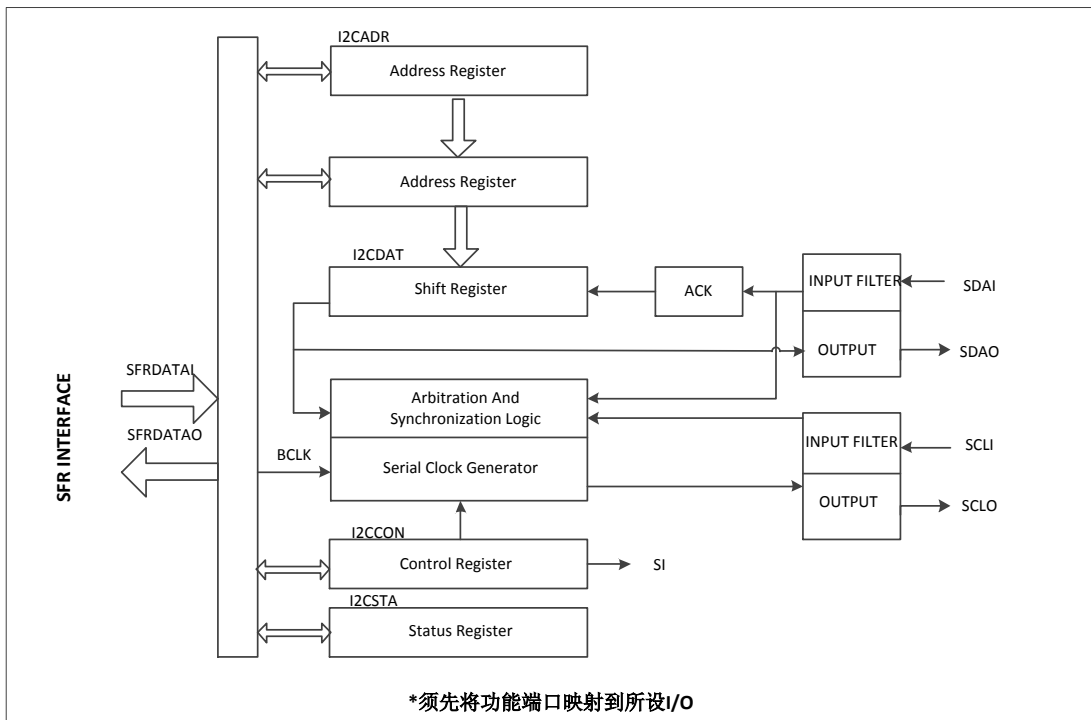 I2CADR
Address Register
Address Register
I2CDAT
Shift Register
ACK
INPUT FILTER
SDAI
OUTPUT
SDAO
SFR INTERFACE
SFRDATAI
SFRDATAO
BCLK
Arbitration And
Synchronization Logic
Serial Clock Generator
INPUT FILTER
SCLI
OUTPUT
SCLO
I2CCON
Control Register
SI
I2CSTA
Status Register
*须先将功能端口映射到所设I/O